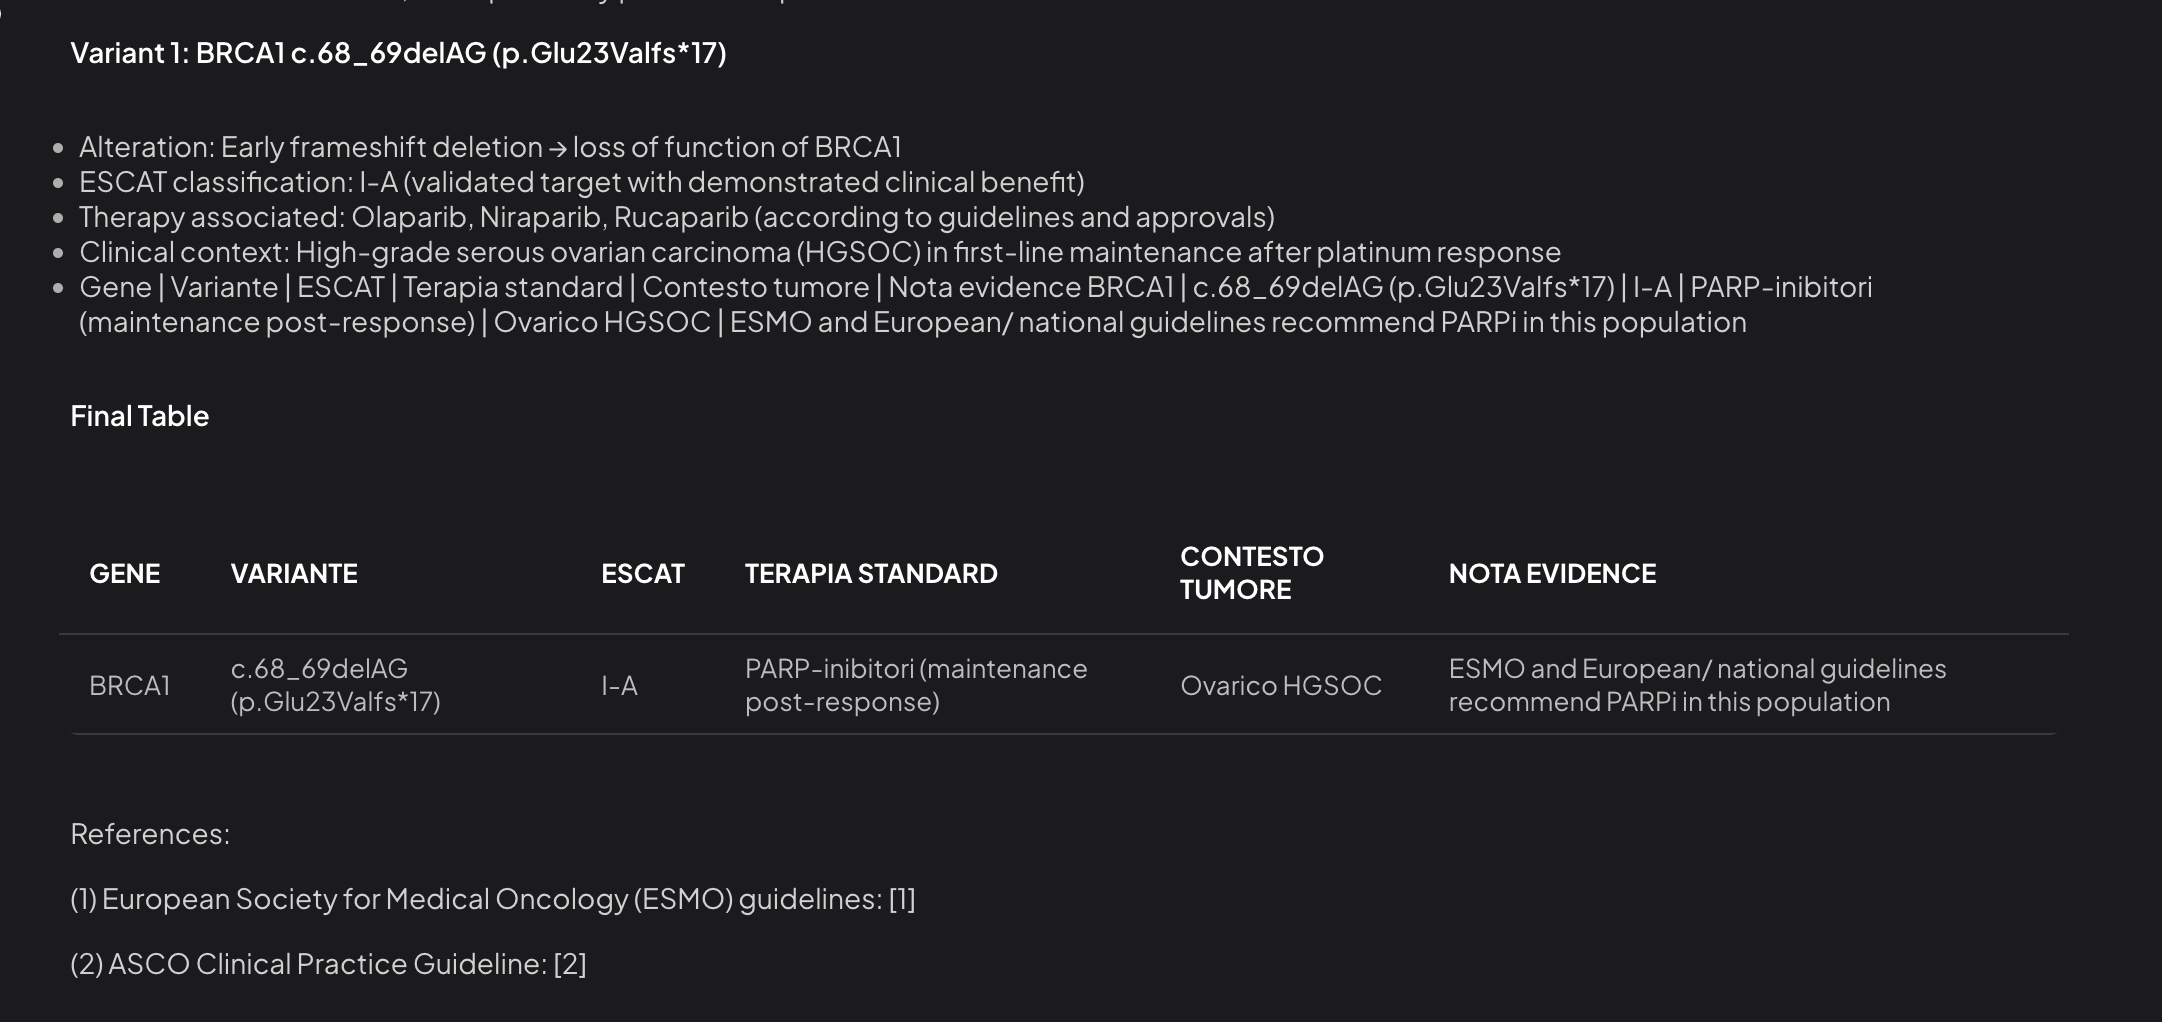 Variant 1: BRCA1 c.68_69delAG (p.Glu23Valfs*17)
• Alteration: Early frameshift deletion → loss of function of BRCA1
• ESCAT classification: I-A (validated target with demonstrated clinical benefit)
• Therapy associated: Olaparib, Niraparib, Rucaparib (according to guidelines and approvals)
• Clinical context: High-grade serous ovarian carcinoma (HGSOC) in first-line maintenance after platinum response
• Gene | Variante | ESCAT | Terapia standard | Contesto tumore | Nota evidence BRCA1 | c.68_69delAG (p.Glu23Valfs*17) | I-A | PARP-inibitori
(maintenance post-response) | Ovarico HGSOC | ESMO and European/ national guidelines recommend PARPi in this population
Final Table
GENE VARIANTE ESCAT TERAPIA STANDARD CONTESTO TUMORE NOTA EVIDENCE
BRCA1 c.68_69delAG (p.Glu23Valfs*17) I-A PARP-inibitori (maintenance post-response) Ovarico HGSOC ESMO and European/ national guidelines recommend PARPi in this population
References:
(1) European Society for Medical Oncology (ESMO) guidelines: [1]
(2) ASCO Clinical Practice Guideline: [2]